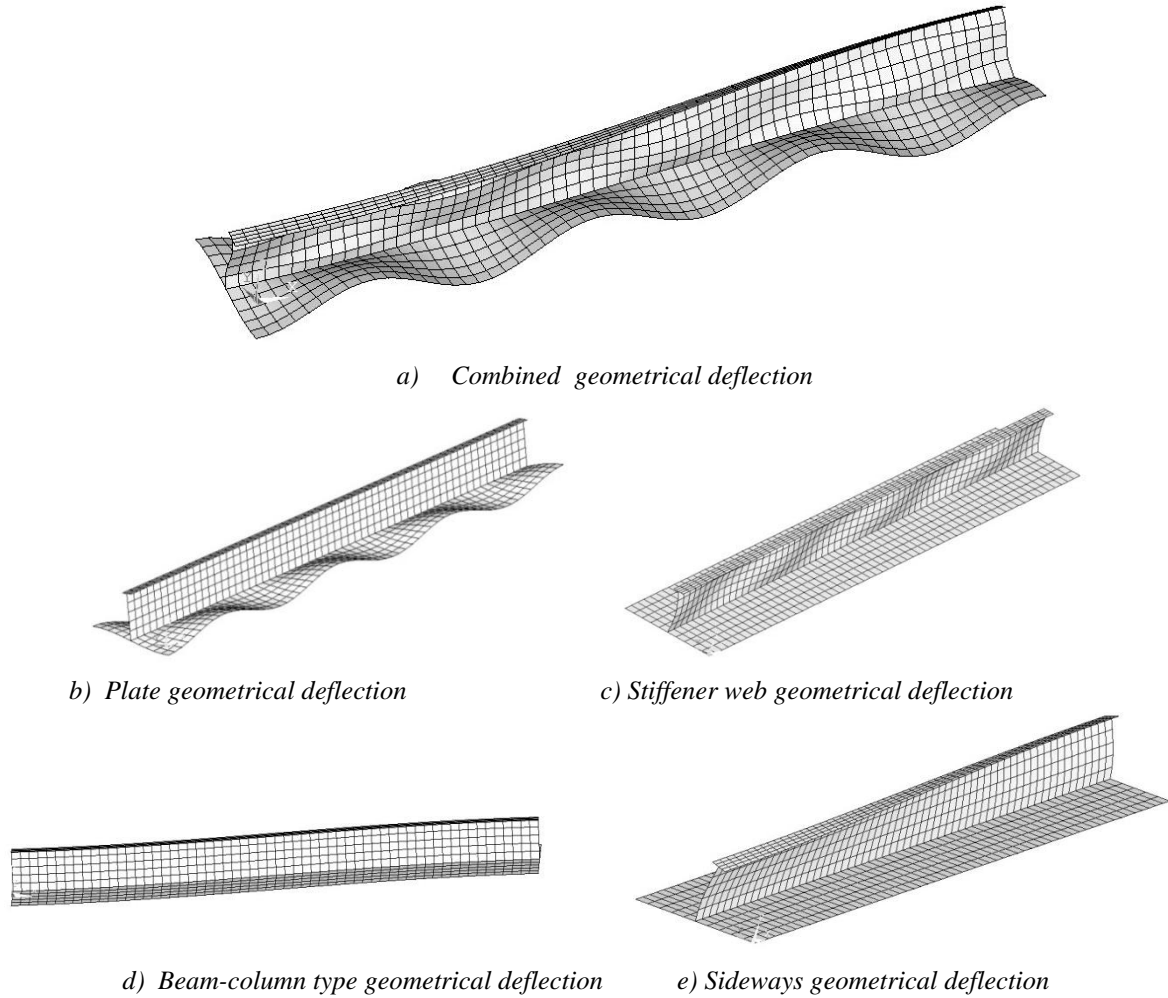 a) Combined geometrical deflection
b) Plate geometrical deflection
c) Stiffener web geometrical deflection
d) Beam-column type geometrical deflection
e) Sideways geometrical deflection